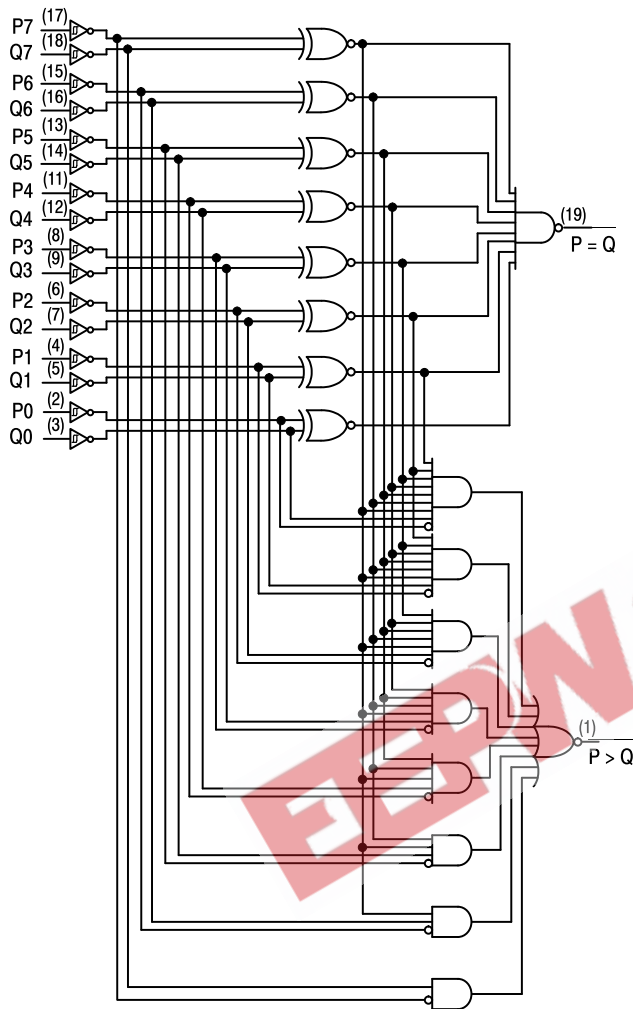 P7 (17)
Q7 (18)
P6 (15)
Q6 (16)
P5 (13)
Q5 (14)
P4 (11)
Q4 (12)
P3 (8)
Q3 (9)
P2 (6)
Q2 (7)
P1 (4)
Q1 (5)
P0 (2)
Q0 (3)
(19)
P = Q
(1)
P > Q
EEPW